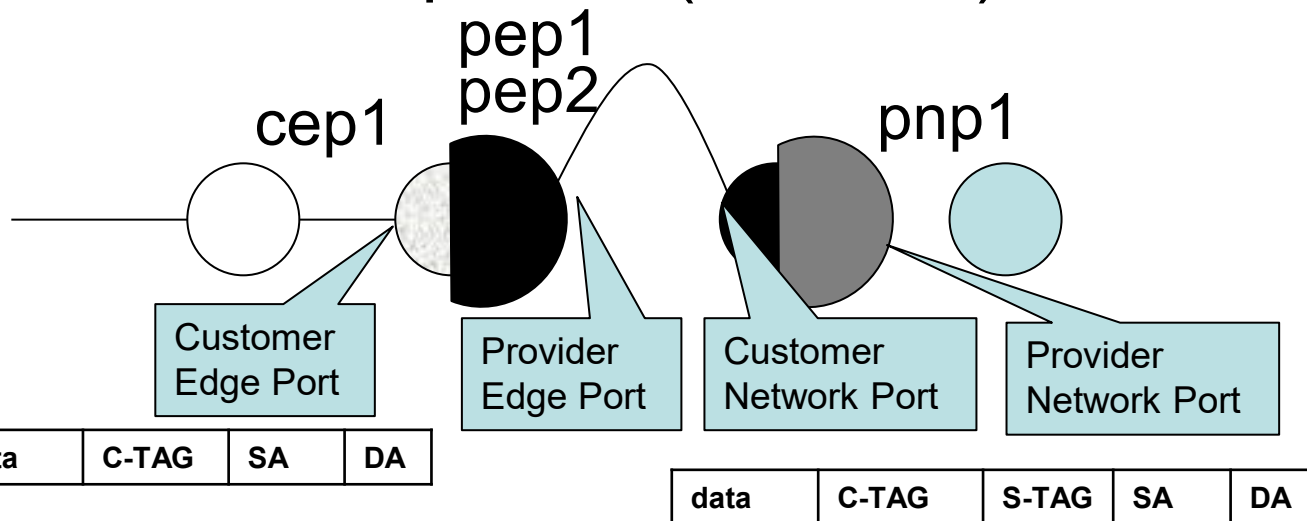 pep1
pep2
cep1
pnp1
Customer
Edge Port
Provider
Edge Port
Customer
Network Port
Provider
Network Port
C-TAG SA DA
data C-TAG S-TAG SA DA